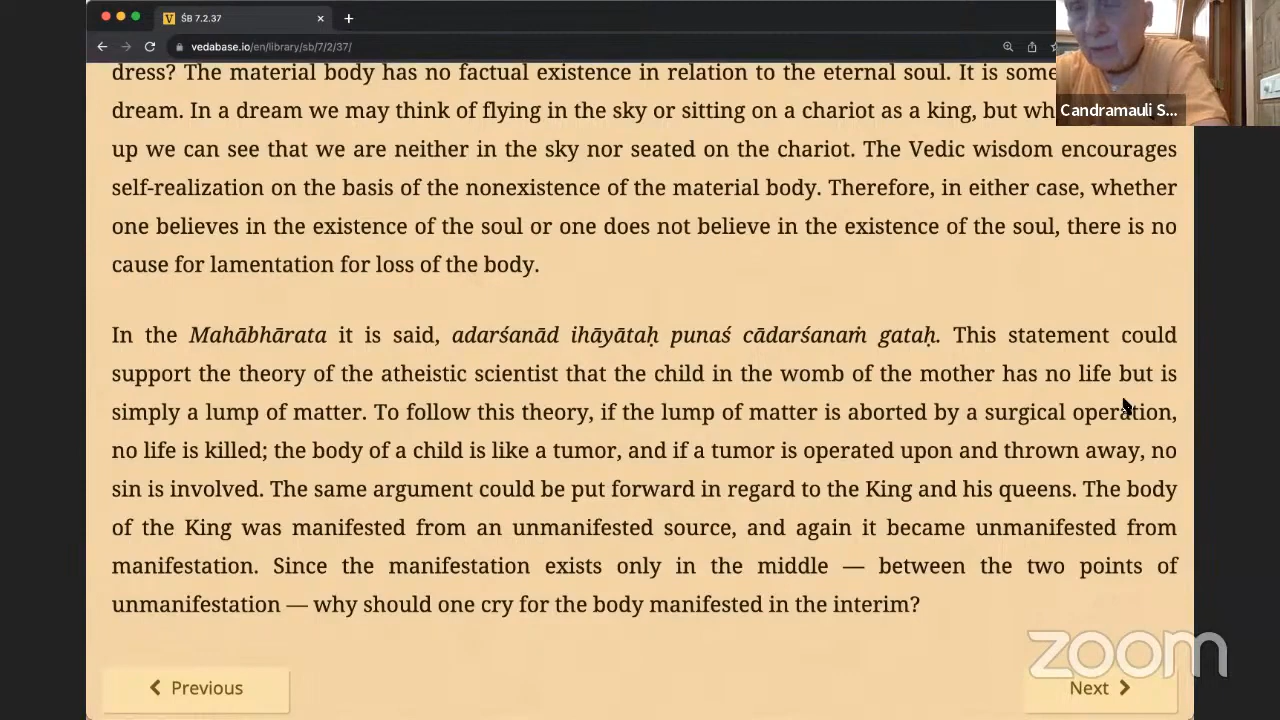 ŚB 7.2.37
vedabase.io/en/library/sb/7/2/37/
Candramauli S...
dress? The material body has no factual existence in relation to the eternal soul. It is some
dream. In a dream we may think of flying in the sky or sitting on a chariot as a king, but wh
up we can see that we are neither in the sky nor seated on the chariot. The Vedic wisdom encourages
self-realization on the basis of the nonexistence of the material body. Therefore, in either case, whether
one believes in the existence of the soul or one does not believe in the existence of the soul, there is no
cause for lamentation for loss of the body.
In the Mahābhārata it is said, adarśanād ihāyātaḥ punaś cādarśanaṁ gataḥ. This statement could
support the theory of the atheistic scientist that the child in the womb of the mother has no life but is
simply a lump of matter. To follow this theory, if the lump of matter is aborted by a surgical operation,
no life is killed; the body of a child is like a tumor, and if a tumor is operated upon and thrown away, no
sin is involved. The same argument could be put forward in regard to the King and his queens. The body
of the King was manifested from an unmanifested source, and again it became unmanifested from
manifestation. Since the manifestation exists only in the middle — between the two points of
unmanifestation — why should one cry for the body manifested in the interim?
zoom
Previous
Next